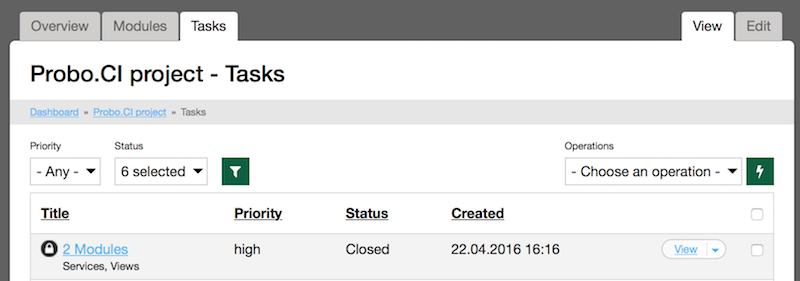 Overview Modules Tasks View Edit
Probo.CI project - Tasks
Dashboard » Probo.CI project » Tasks
Priority Status Operations
- Any - 6 selected - Choose an operation -
Title Priority Status Created
2 Modules high Closed 22.04.2016 16:16 View
Services, Views